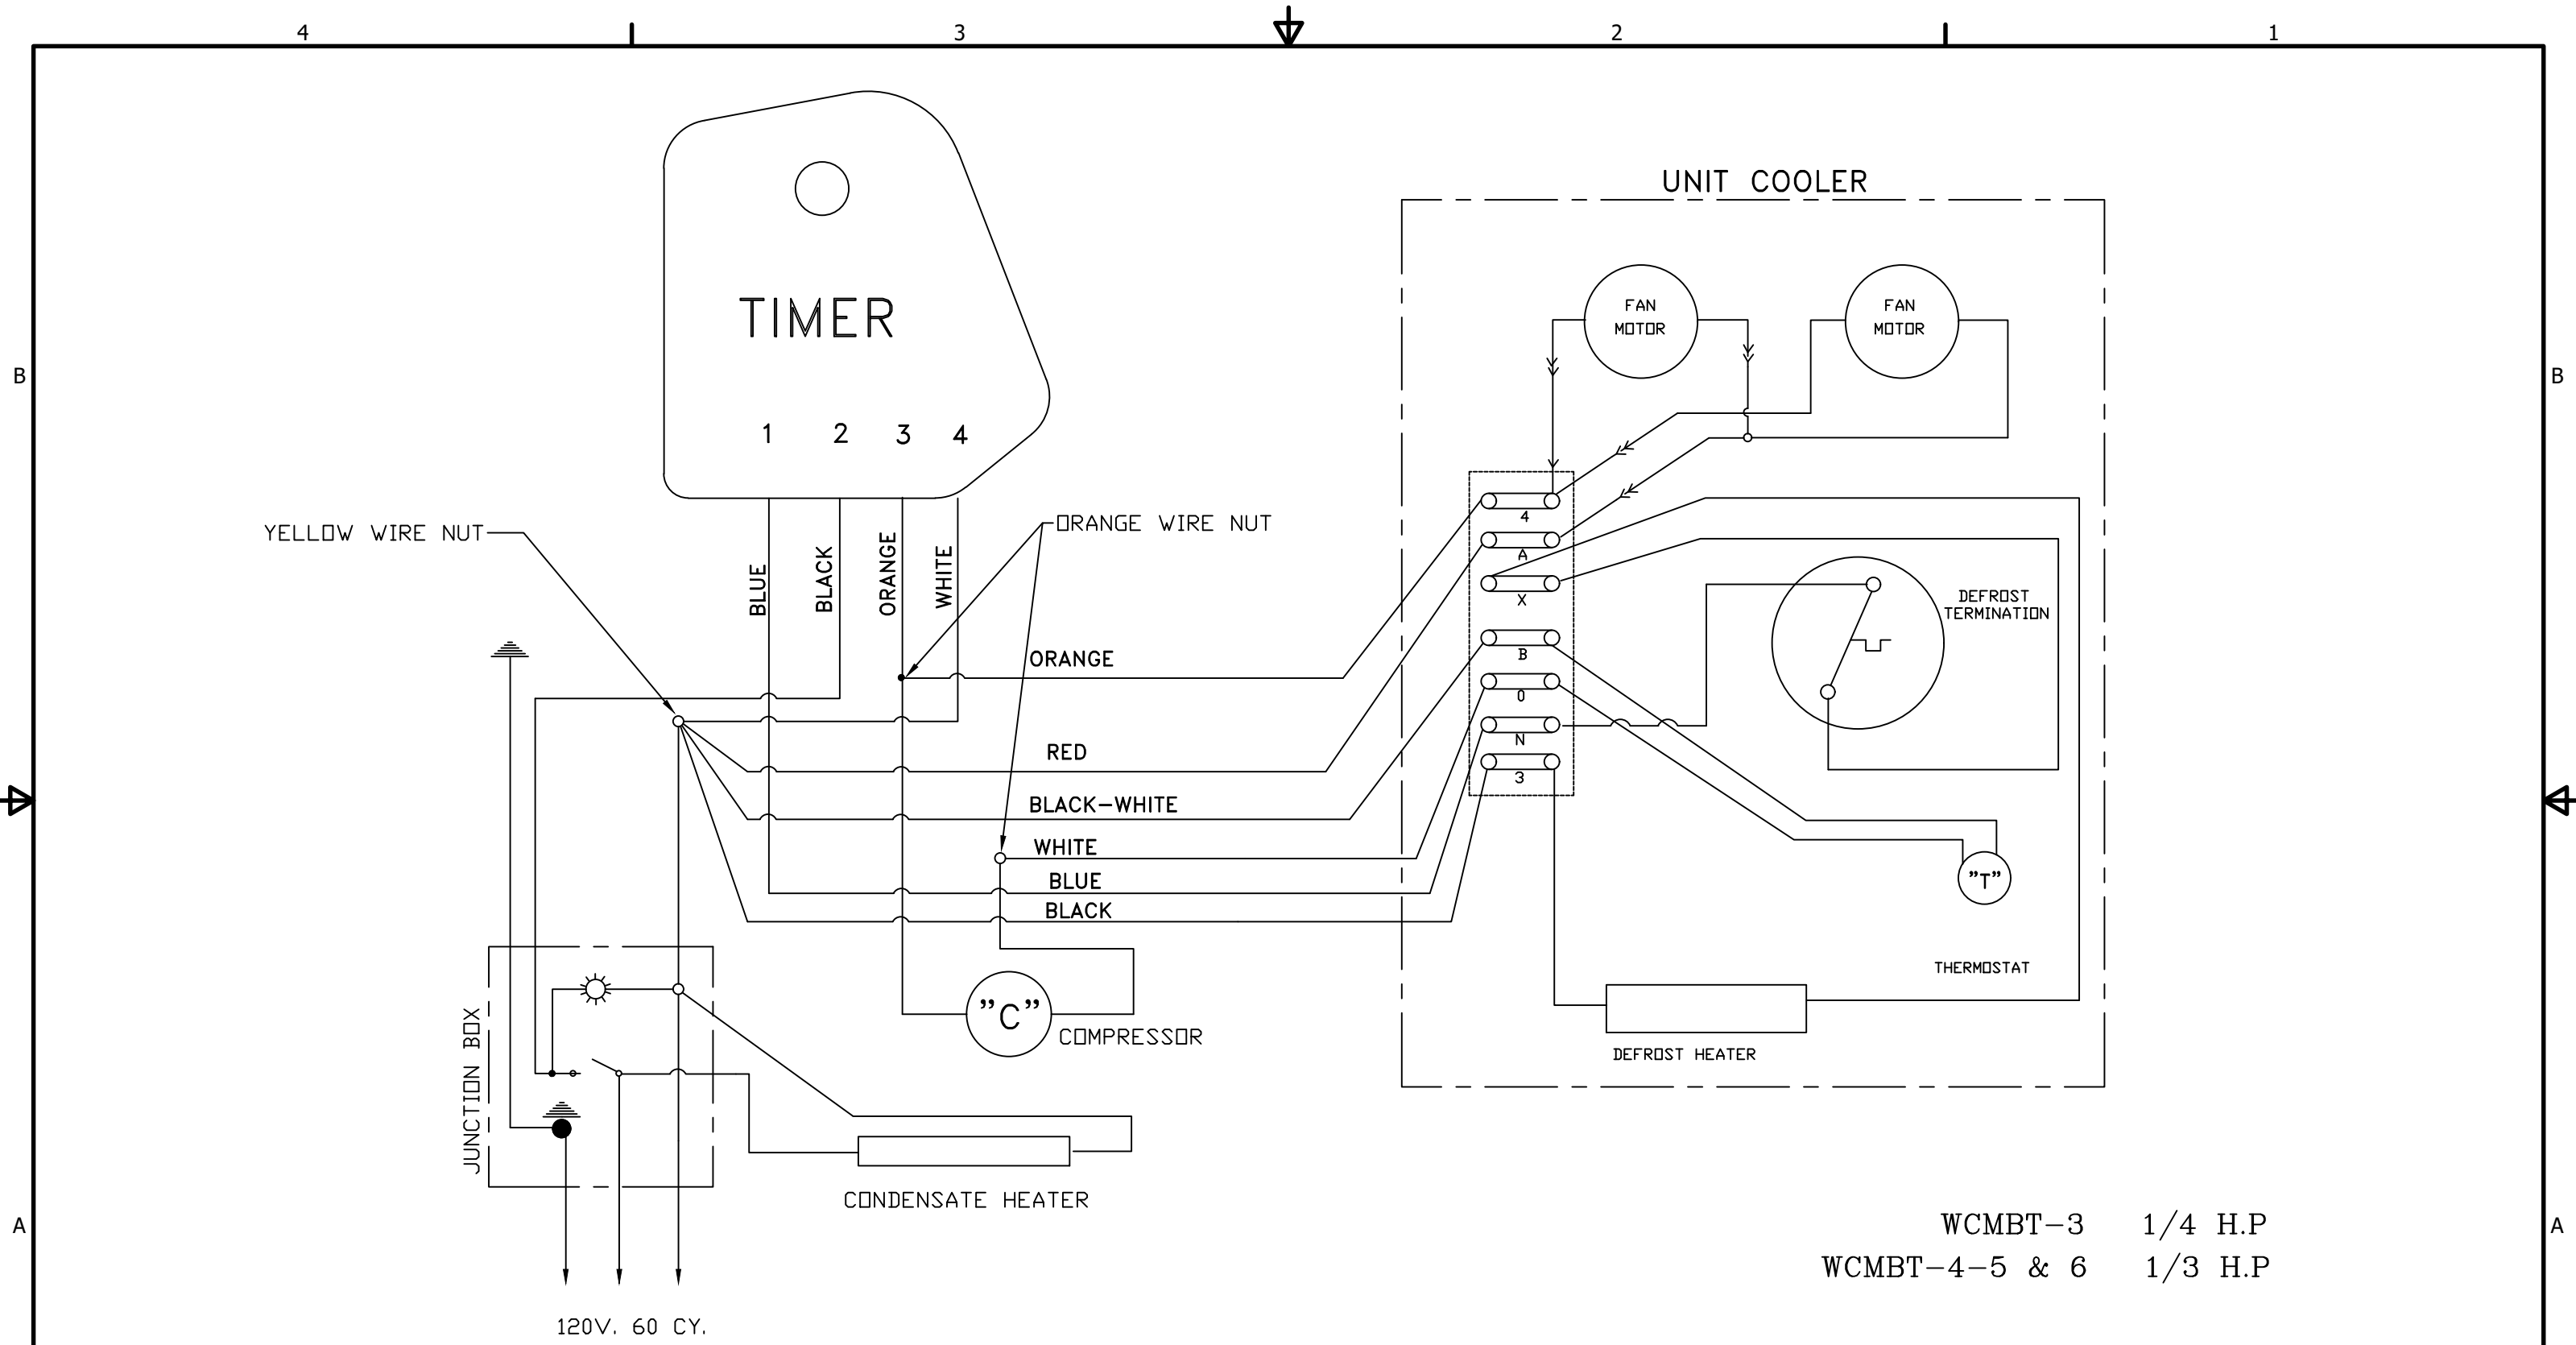 4 3 2 1
UNIT COOLER
FAN
MOTOR
FAN
MOTOR
TIMER
B
B
1 2 3 4
4
YELLOW WIRE NUT
ORANGE WIRE NUT
BLUE
BLACK
ORANGE
WHITE
A
X
DEFROST
TERMINATION
ORANGE
B
0
RED
N
3
BLACK-WHITE
WHITE
BLUE
BLACK
"T"
THERMOSTAT
"C"
COMPRESSOR
JUNCTION BOX
DEFROST HEATER
CONDENSATE HEATER
A
A
WCMBT-3 1/4 H.P
WCMBT-4-5 & 6 1/3 H.P
120V. 60 CY.